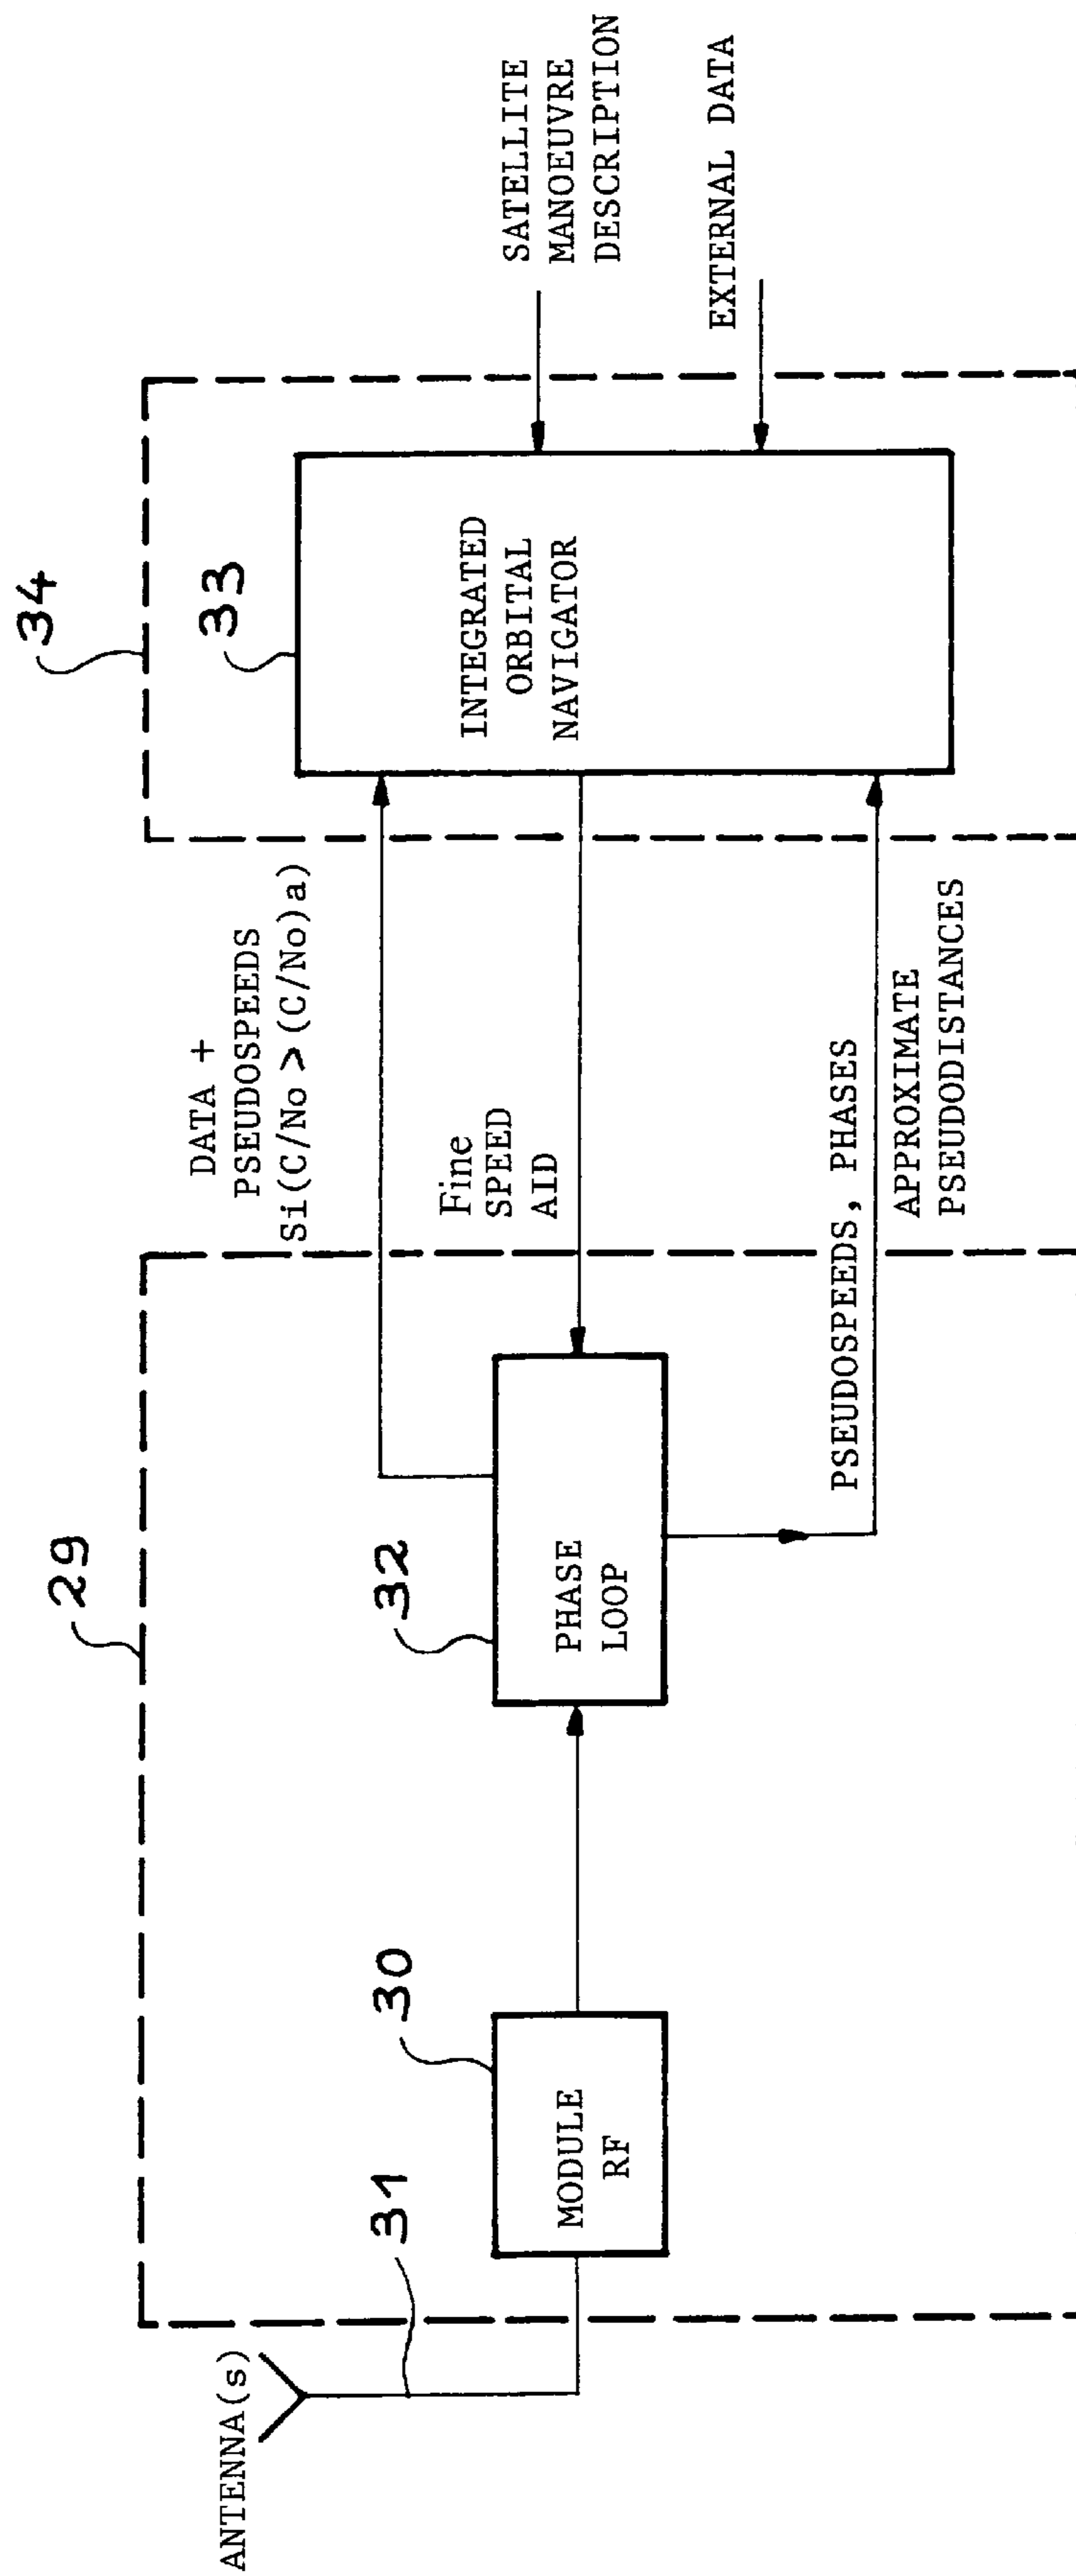 ANTENNA(s)
31
MODULE
RF
30
29
32
PHASE
LOOP
DATA +
PSEUDOSPEEDS
Si(C/No > (C/No)a)
Fine
SPEED
AID
PSEUDOSPEEDS, PHASES
APPROXIMATE
PSEUDODISTANCES
34
33
INTEGRATED
ORBITAL
NAVIGATOR
SATELLITE
MANOEUVRE
DESCRIPTION
EXTERNAL DATA